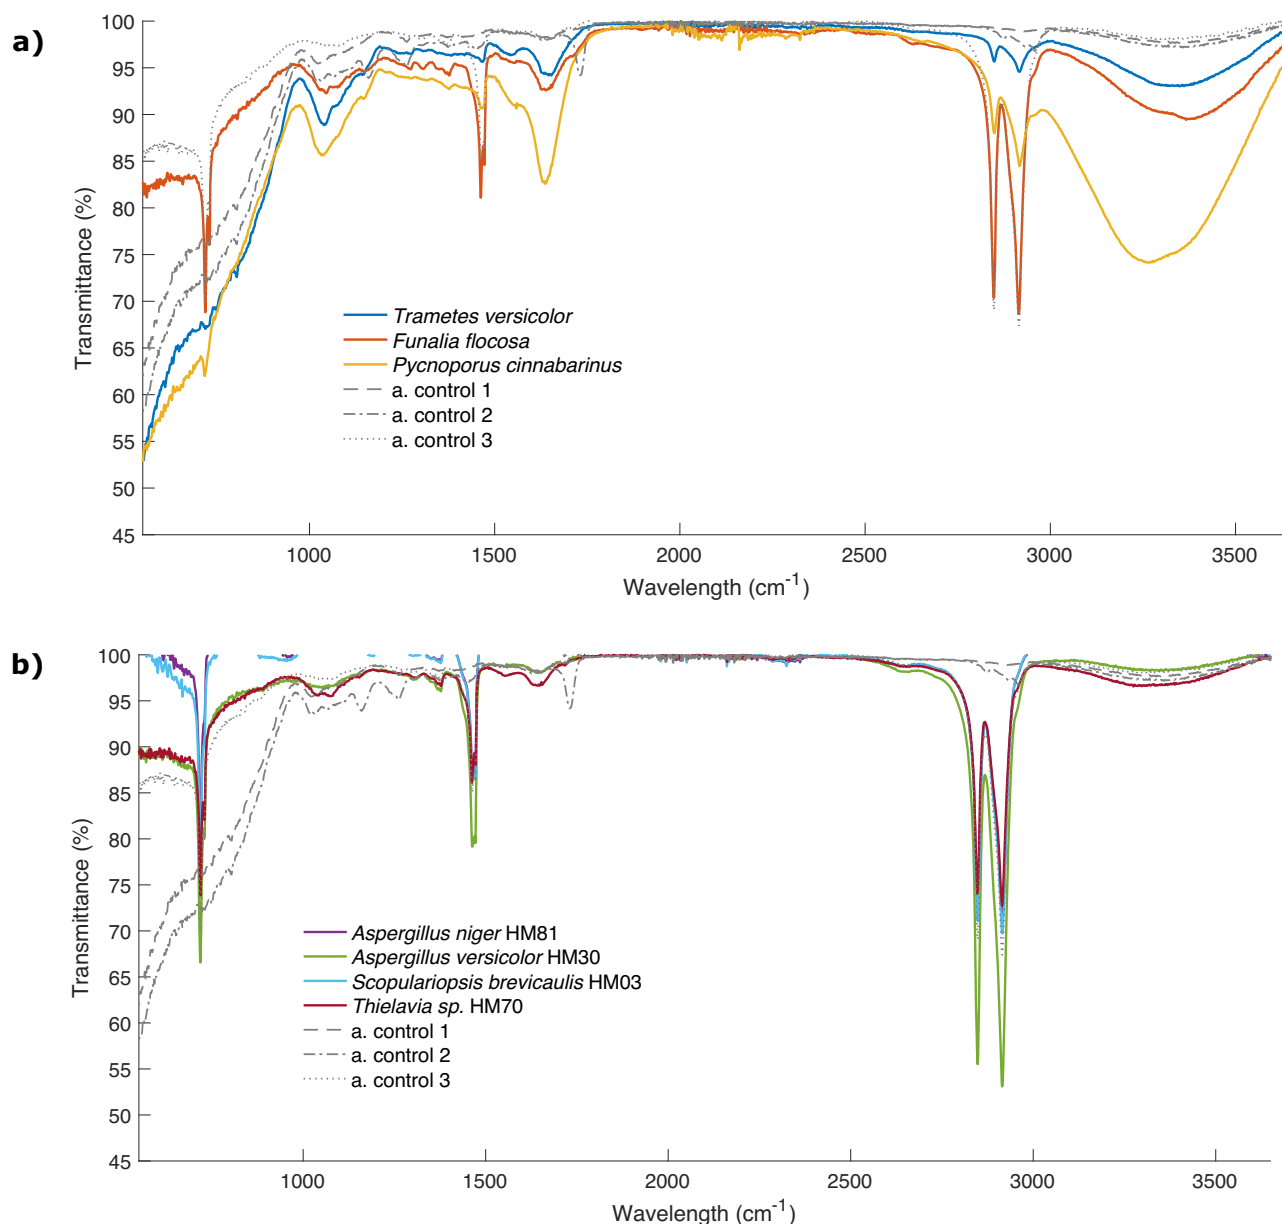 a)
100
95
90
85
80
75
70
65
60
55
50
45
Transmittance (%)
Trametes versicolor
Funalia flocosa
Pycnoporus cinnabarinus
a. control 1
a. control 2
a. control 3
1000 1500 2000 2500 3000 3500
Wavelength (cm-1)
b)
100
95
90
85
80
75
70
65
60
55
50
45
Transmittance (%)
Aspergillus niger HM81
Aspergillus versicolor HM30
Scopulariopsis brevicaulis HM03
Thielavia sp. HM70
a. control 1
a. control 2
a. control 3
1000 1500 2000 2500 3000 3500
Wavelength (cm-1)